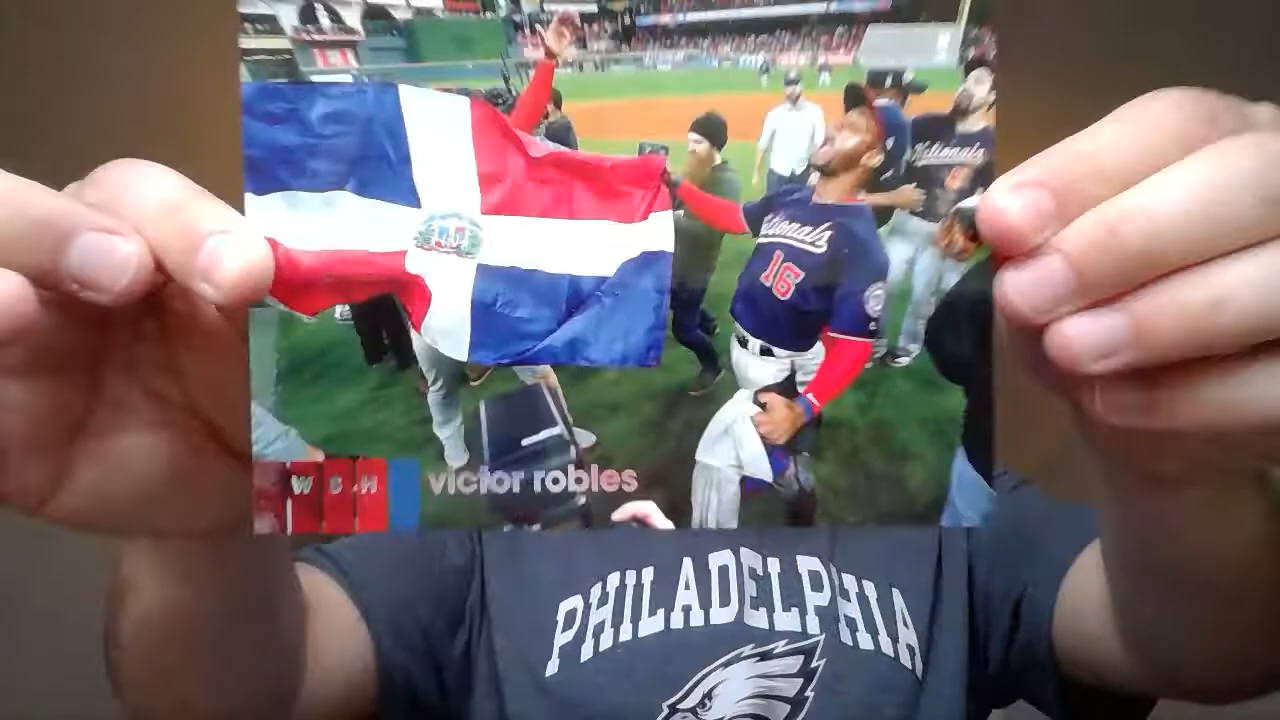 Nationals
Nationals
16
WSH
victor robles
PHILADELPHIA